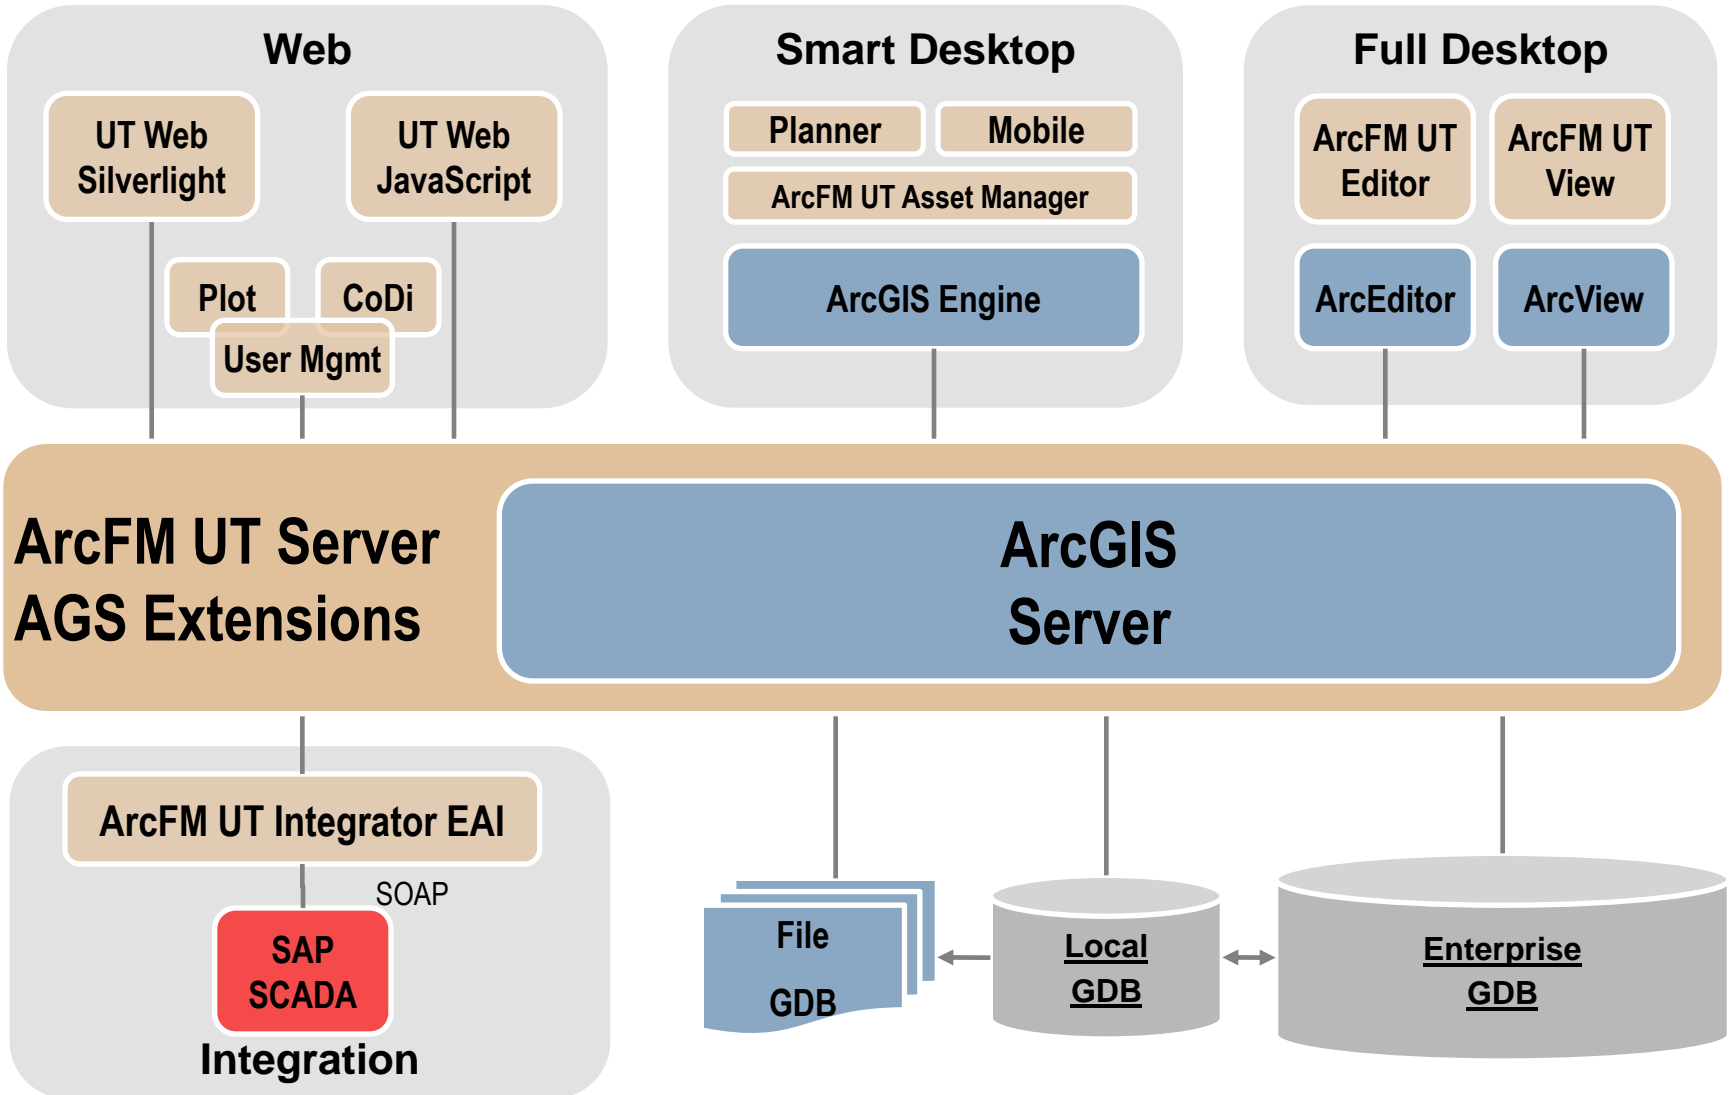 Web
UT Web
Silverlight
UT Web
JavaScript
Plot
CoDi
User Mgmt
Smart Desktop
Planner
Mobile
ArcFM UT Asset Manager
ArcGIS Engine
Full Desktop
ArcFM UT
Editor
ArcFM UT
View
ArcEditor
ArcView
ArcFM UT Server
AGS Extensions
ArcGIS
Server
ArcFM UT Integrator EAI
SOAP
SAP
SCADA
Integration
File
GDB
Local
GDB
Enterprise
GDB